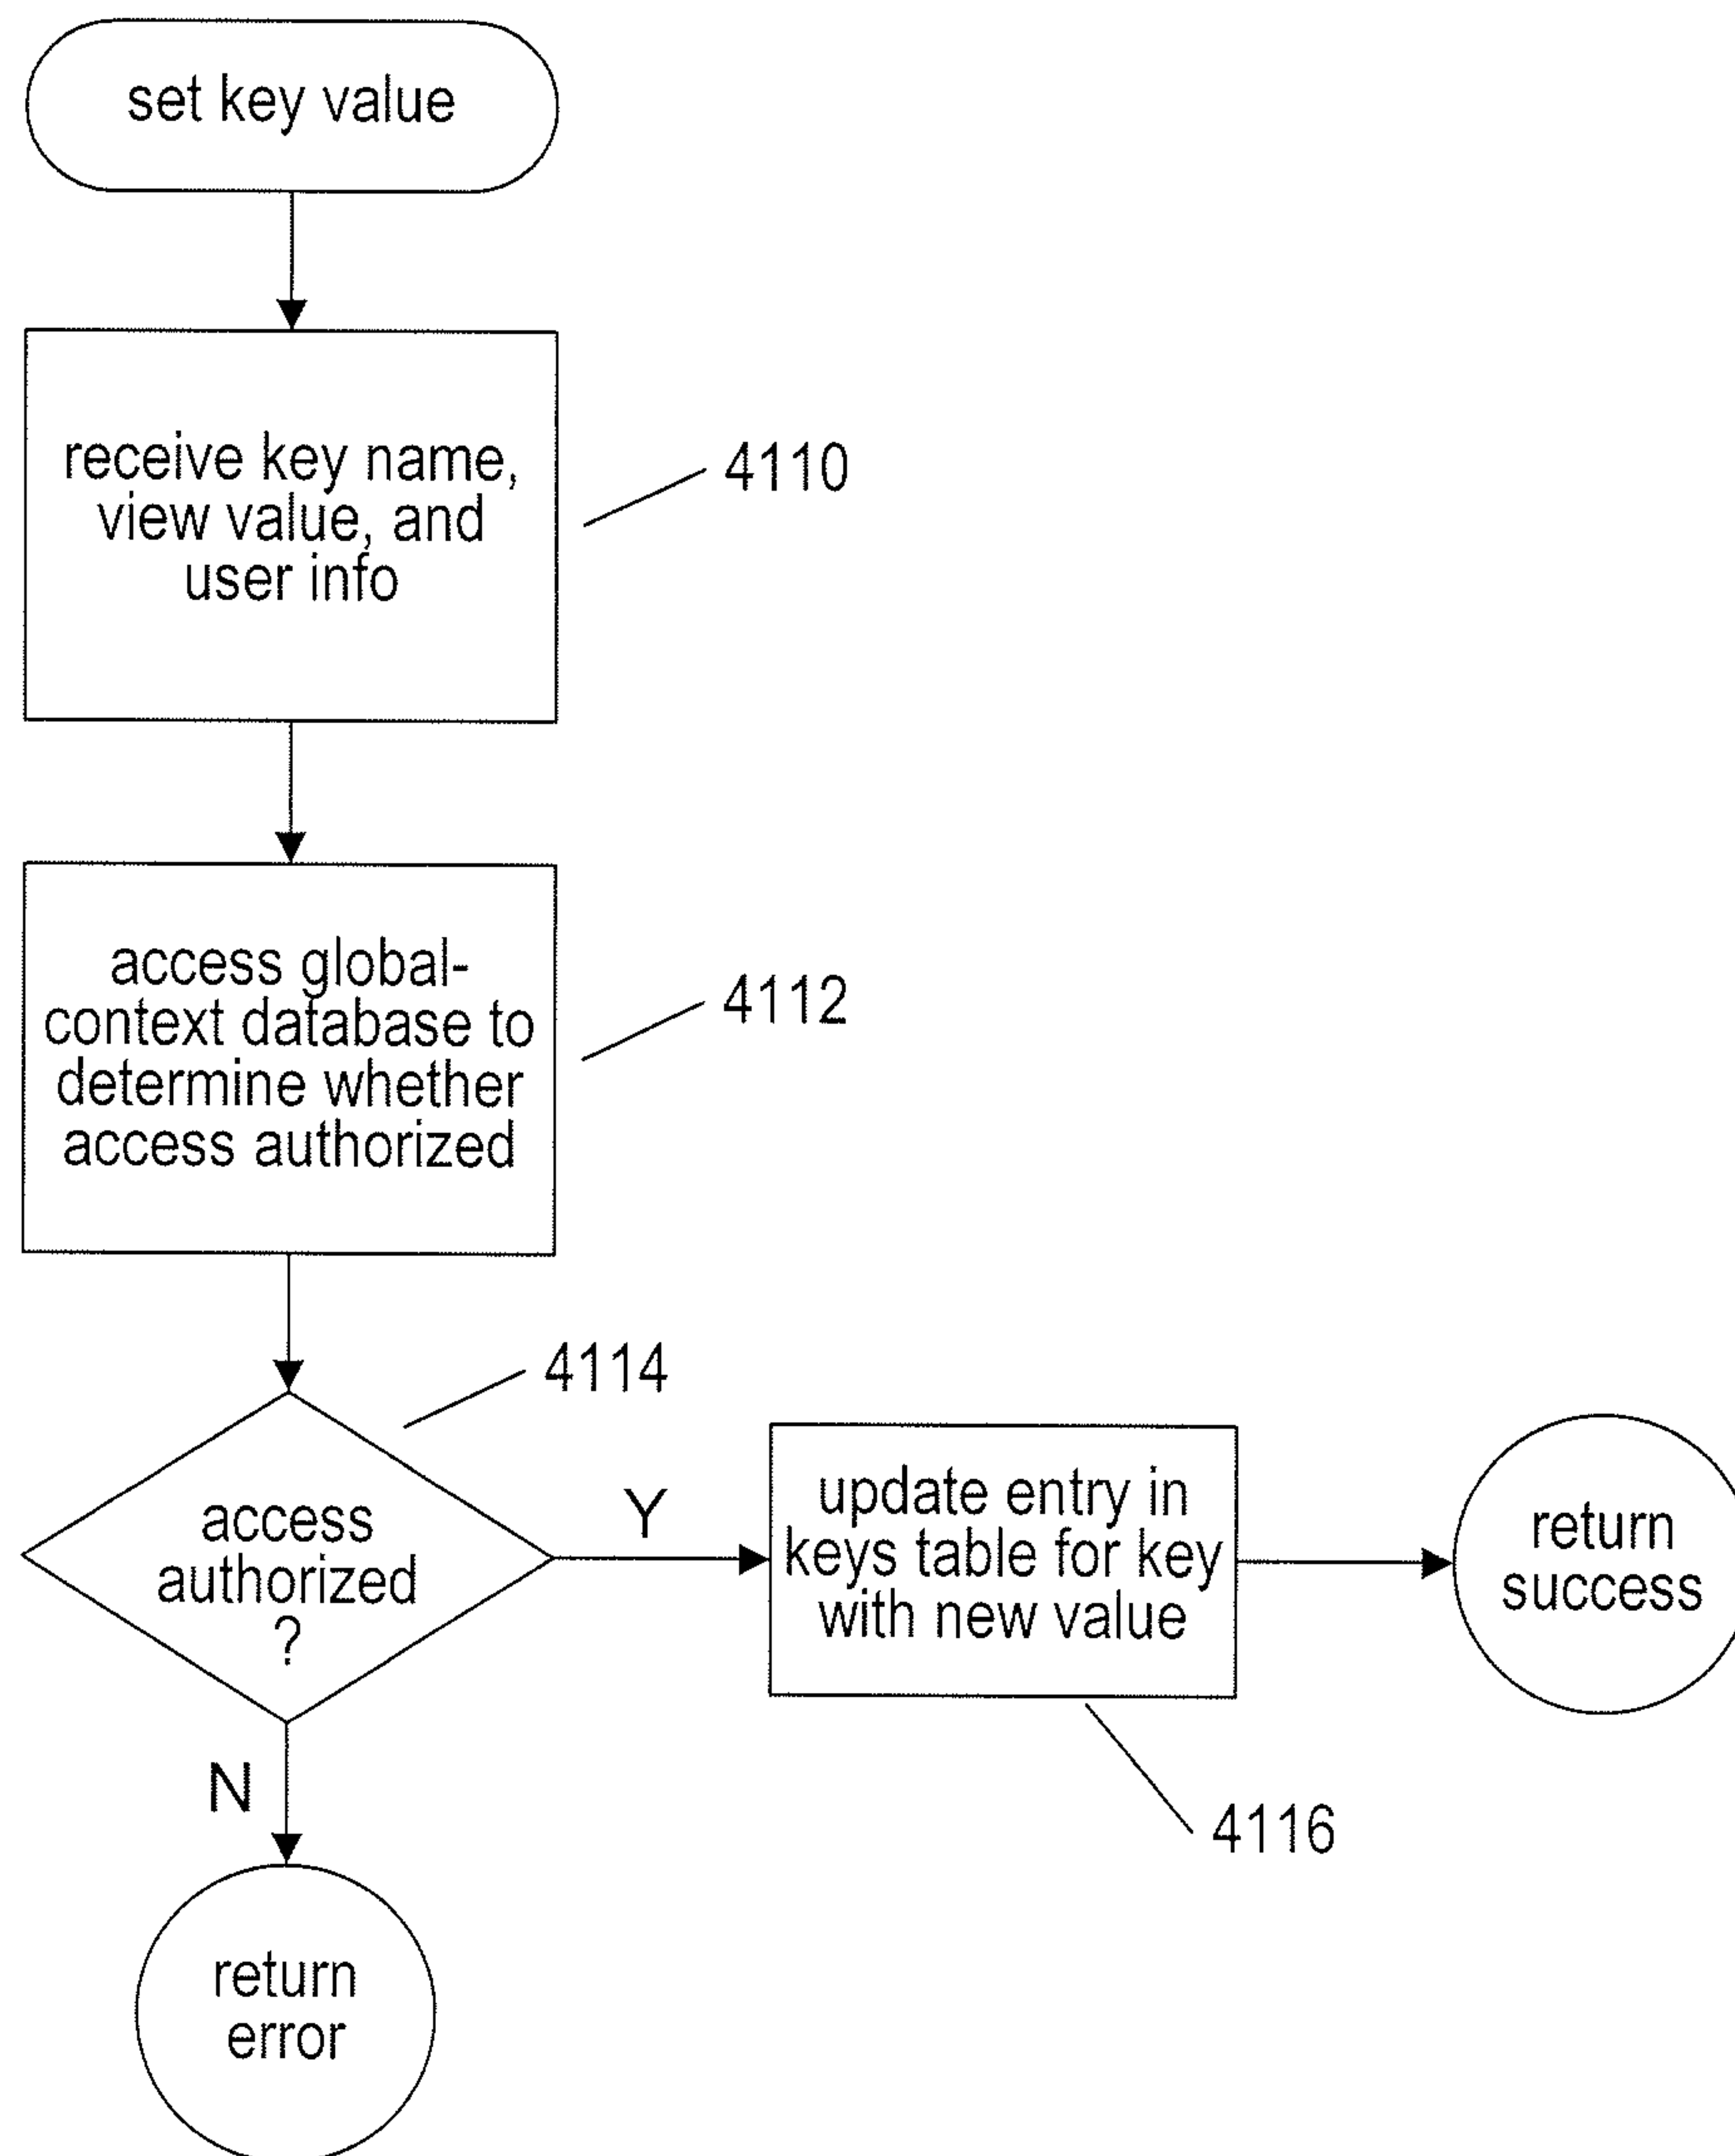 set key value
receive key name,
view value, and
user info
4110
access global-
context database to
determine whether
access authorized
4112
4114
access
authorized
?
Y
update entry in
keys table for key
with new value
return
success
4116
N
return
error